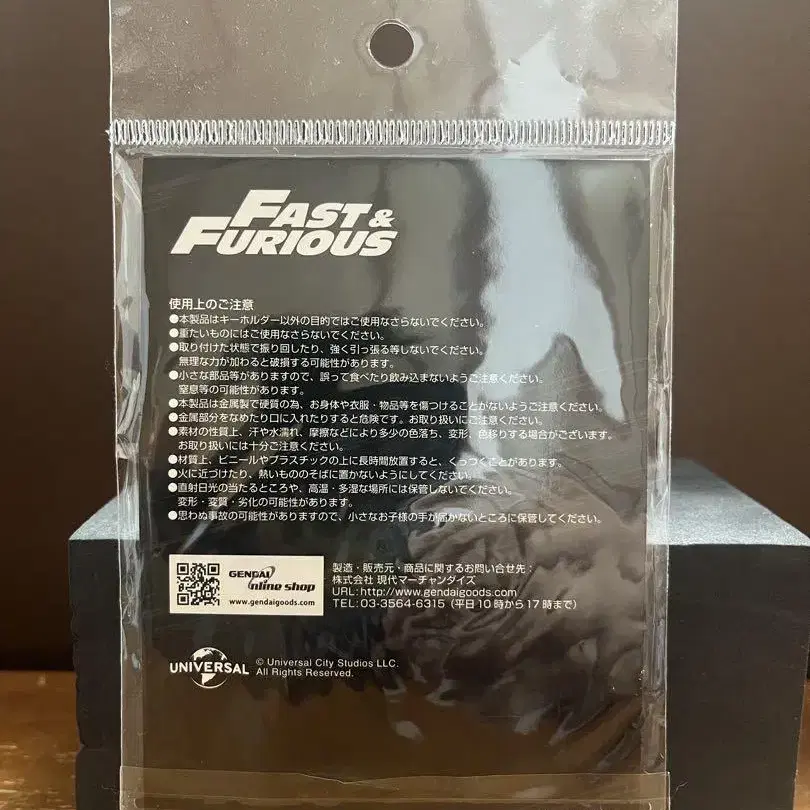 FAST &
FURIOUS
使用上のご注意
●本製品はキーホルダー以外の目的ではご使用なさらないでください。
●重たいものにはご使用なさらないでください。
●取り付けた状態で振り回したり、強く引っ張る等しないでください。
無理な力が加わると破損する可能性があります。
●小さな部品等がありますので、誤って食べたり飲み込まないようご注意ください。
窒息等の可能性があります。
●本製品は金属製で硬質の為、お身体や衣服・物品等を傷つけることがないようご注意ください。
●金属部分をなめたり口に入れたりすると危険です。お取り扱いにご注意ください。
●素材の性質上、汗や水濡れ、摩擦などにより多少の色落ち、変形、色移りする場合がございます。
お取り扱いには十分ご注意ください。
●材質上、ビニールやプラスチックの上に長時間放置すると、くっつくことがあります。
●火に近づけたり、熱いもののそばに置かないようにしてください。
●直射日光の当たるところや、高温・多湿な場所には保管しないでください。
変形・変質・劣化の可能性があります。
●思わぬ事故の可能性がありますので、小さなお子様の手が届かないところに保管してください。
GENDAI
Online shop
www.gendaigoods.com
製造・販売元・商品に関するお問い合せ先：
株式会社 現代マーチャンダイズ
URL: http://www.gendaigoods.com
TEL: 03-3564-6315（平日10時から17時まで）
UNIVERSAL
© Universal City Studios LLC.
All Rights Reserved.